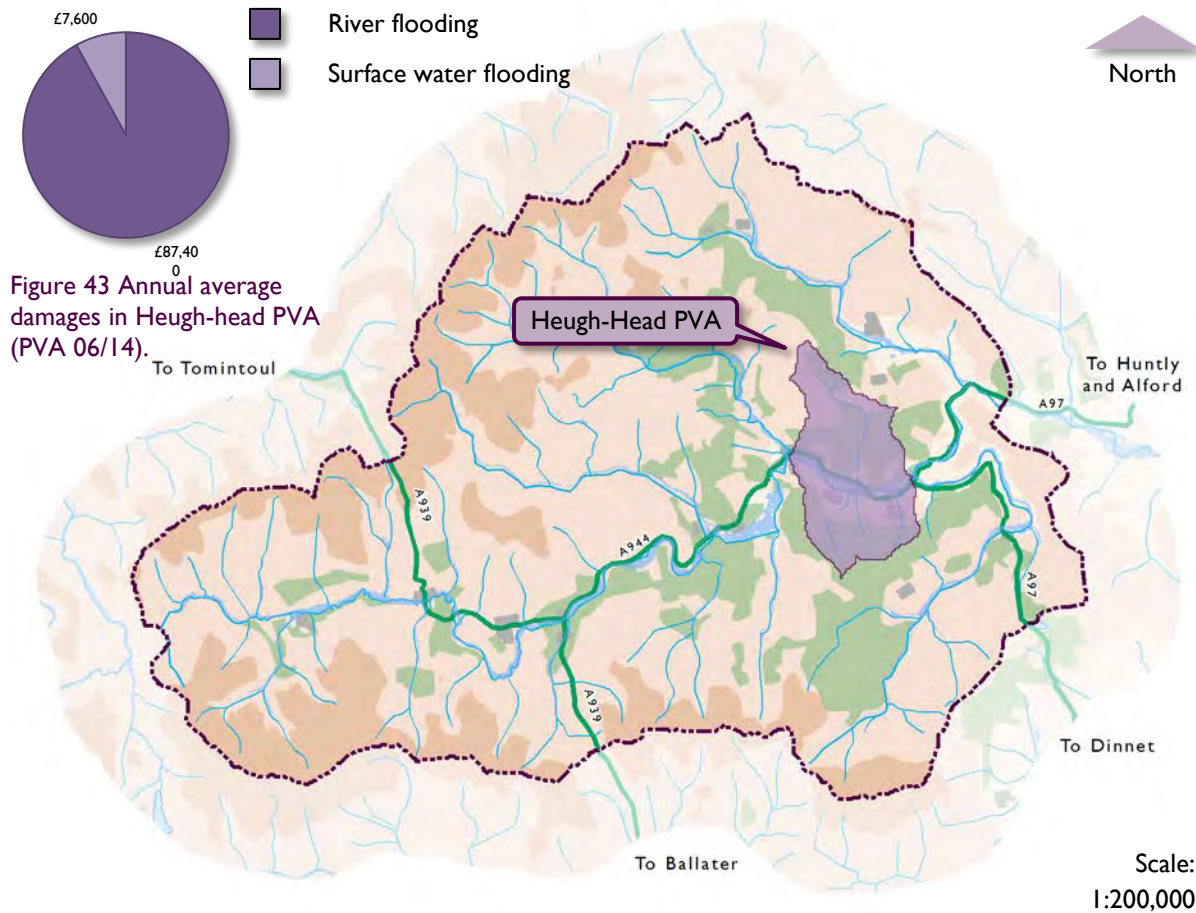 £7,600
River flooding
Surface water flooding
North
£87,40
0
Figure 43 Annual average
damages in Heugh-head PVA
(PVA 06/14).
Heugh-Head PVA
To Tomintoul
To Huntly
and Alford
A97
A939
A944
A97
A939
To Dinnet
To Ballater
Scale:
1:200,000